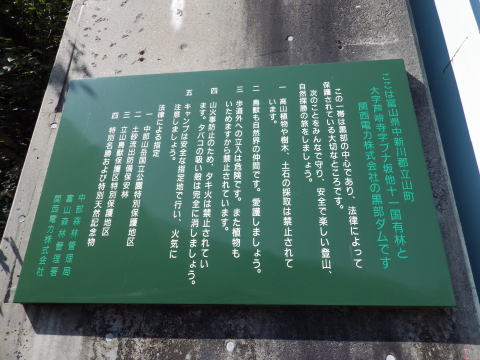 ここは富山県中新川郡立山町
大字芦峅寺字ブナ坂外十一国有林と
関西電力株式会社の黒部ダムです
この一帯は黒部の中心であり、法律によって
保護されている大切なところです。
次のことをみんなで守り、安全で楽しい登山、
自然探勝の旅をしましょう。
一 高山植物や樹木、土石の採取は禁止されて
います。
二 鳥獣も自然界の仲間です。愛護しましょう。
三 歩道外への立入は危険です。また植物も
いためますから禁止されています。
四 山火事防止のため、タキ火は禁止されてい
ます。タバコの吸い殻は完全に消しましょう。
五 キャンプは安全な指定地で行い、火気に
注意しましょう。
法律による指定
一 中部山岳国立公園特別保護地区
二 土砂流出防備保安林
三 立山鳥獣保護区特別保護地区
四 特別名勝および特別天然記念物
中部森林管理局
富山森林管理署
関西電力株式会社